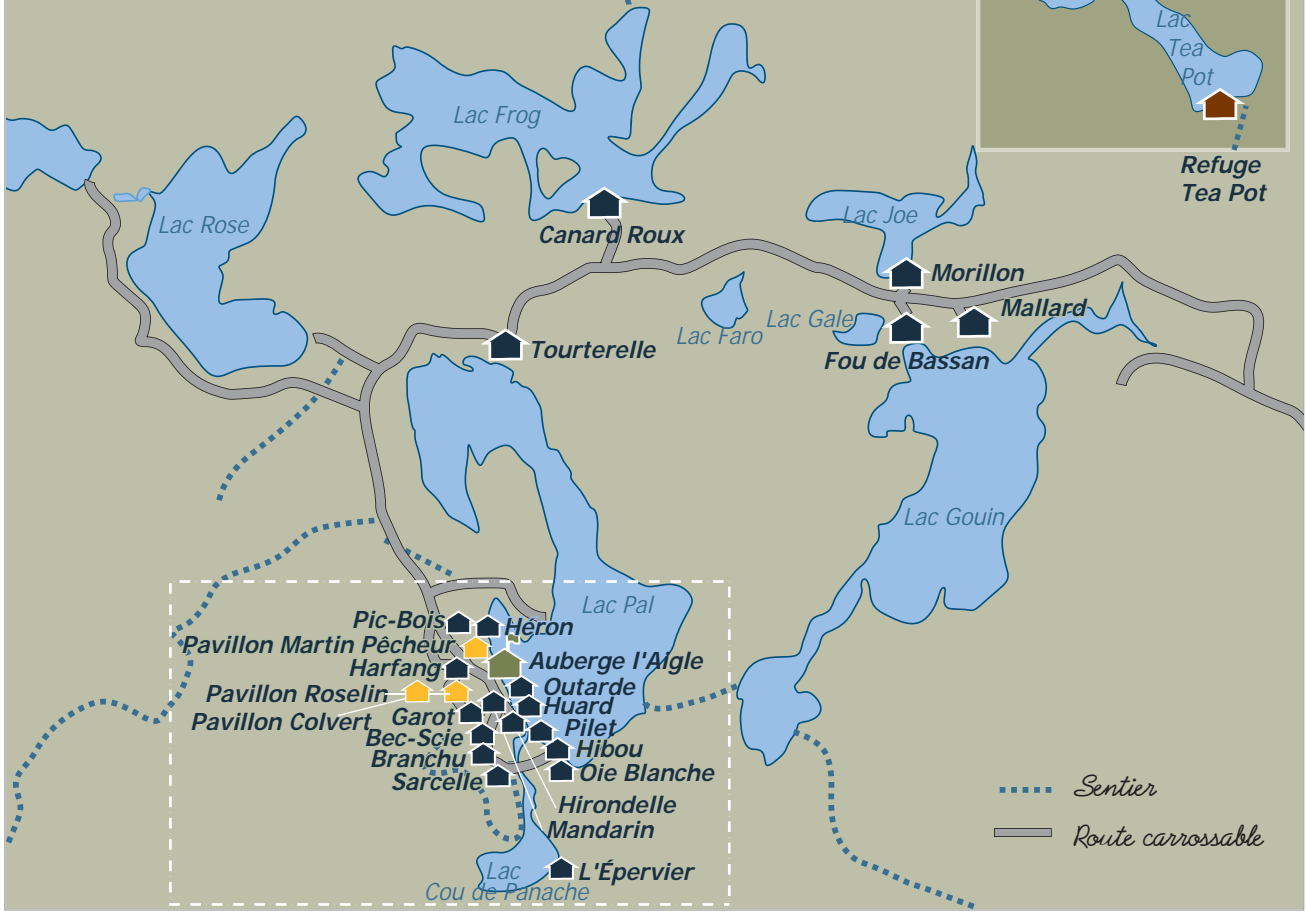 Lac
Tea
Pot
Refuge
Tea Pot
Lac Frog
Lac Rose
Canard Roux
Lac Joe
Morillon
Mallard
Lac Gale
Lac Faro
Fou de Bassan
Tourterelle
Lac Gouin
Lac Pal
Pic-Bois
Héron
Pavillon Martin Pêcheur
Auberge l'Aigle
Harfang
Outarde
Pavillon Roselin
Huard
Pavillon Colvert
Garot
Pilet
Bec-Scie
Hibou
Branchu
Oie Blanche
Sarcelle
Hirondelle
Mandarin
L'Épervier
Lac
Cou de Panache
Sentier
Route carrossable